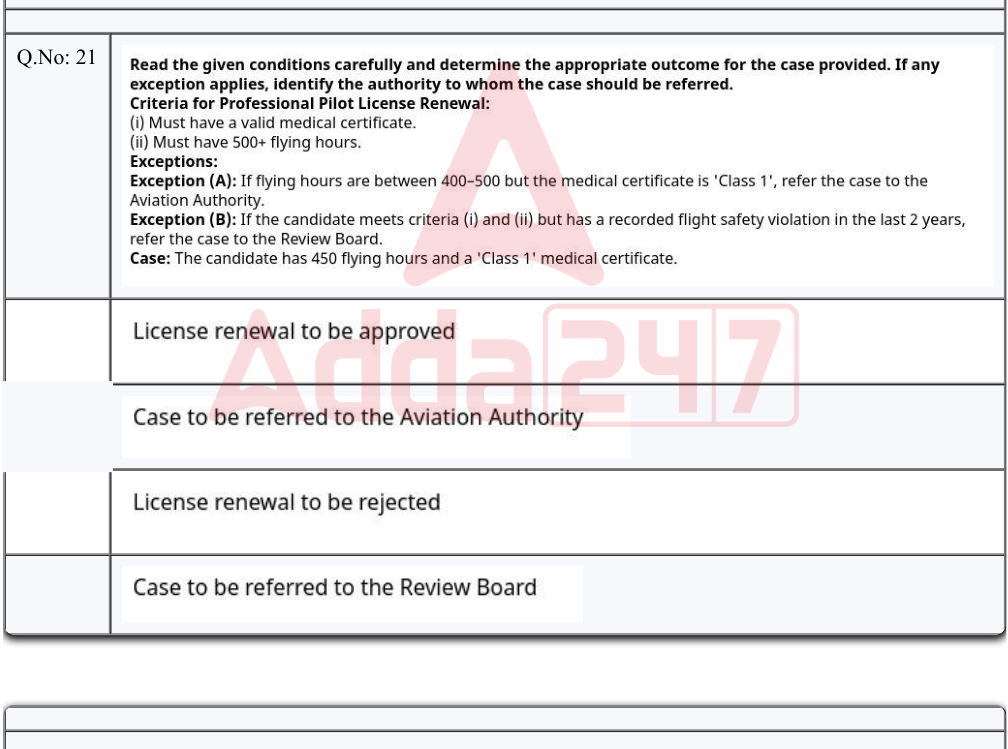 Q.No: 21
Read the given conditions carefully and determine the appropriate outcome for the case provided. If any
exception applies, identify the authority to whom the case should be referred.
Criteria for Professional Pilot License Renewal:
(i) Must have a valid medical certificate.
(ii) Must have 500+ flying hours.
Exceptions:
Exception (A): If flying hours are between 400–500 but the medical certificate is 'Class 1', refer the case to the
Aviation Authority.
Exception (B): If the candidate meets criteria (i) and (ii) but has a recorded flight safety violation in the last 2 years,
refer the case to the Review Board.
Case: The candidate has 450 flying hours and a 'Class 1' medical certificate.
License renewal to be approved
Adda247
Case to be referred to the Aviation Authority
License renewal to be rejected
Case to be referred to the Review Board